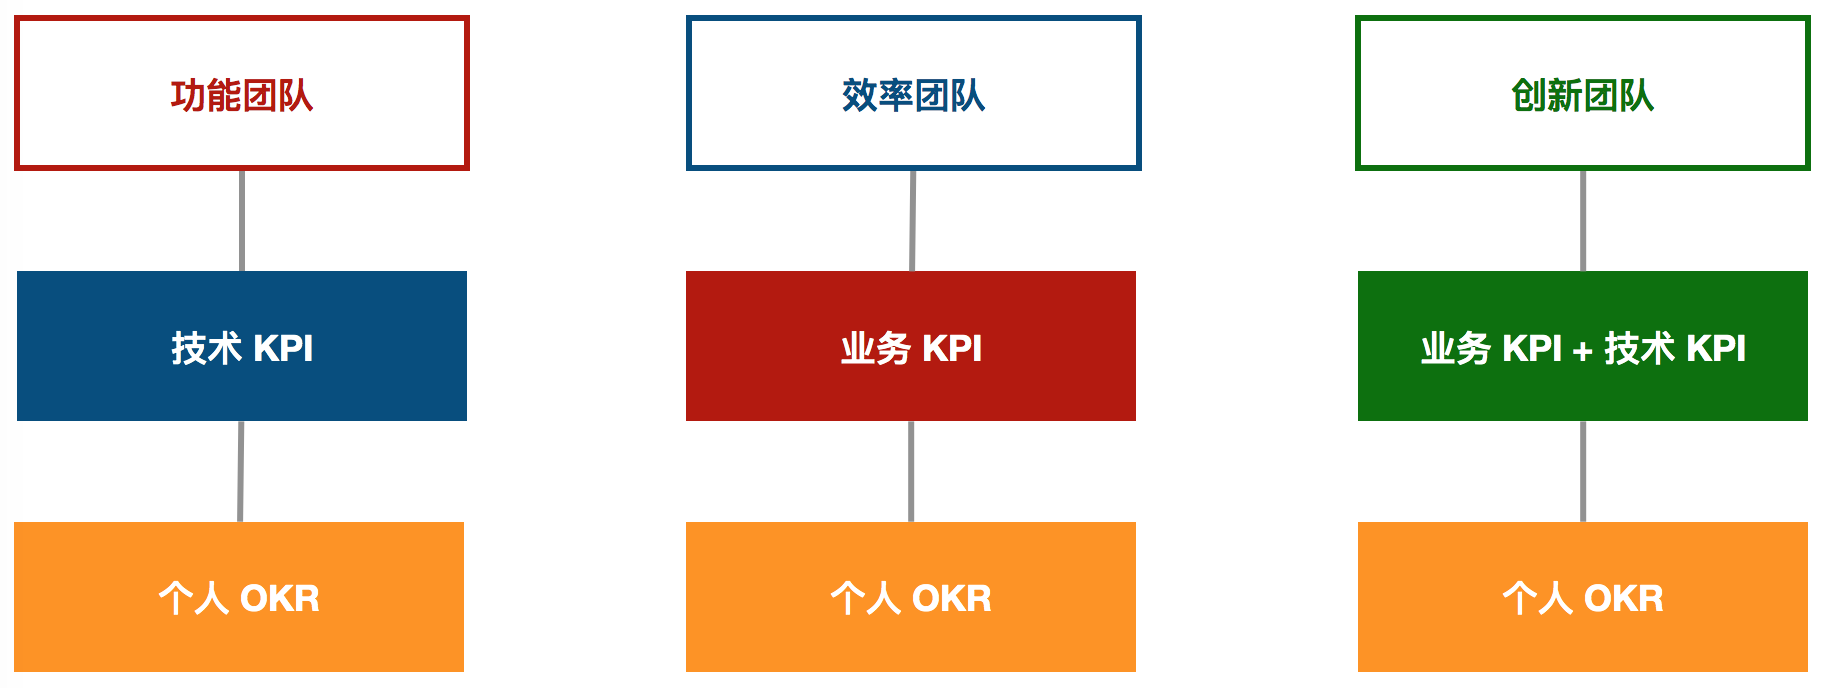 功能团队
效率团队
创新团队
技术 KPI
业务 KPI
业务 KPI + 技术 KPI
个人 OKR
个人 OKR
个人 OKR